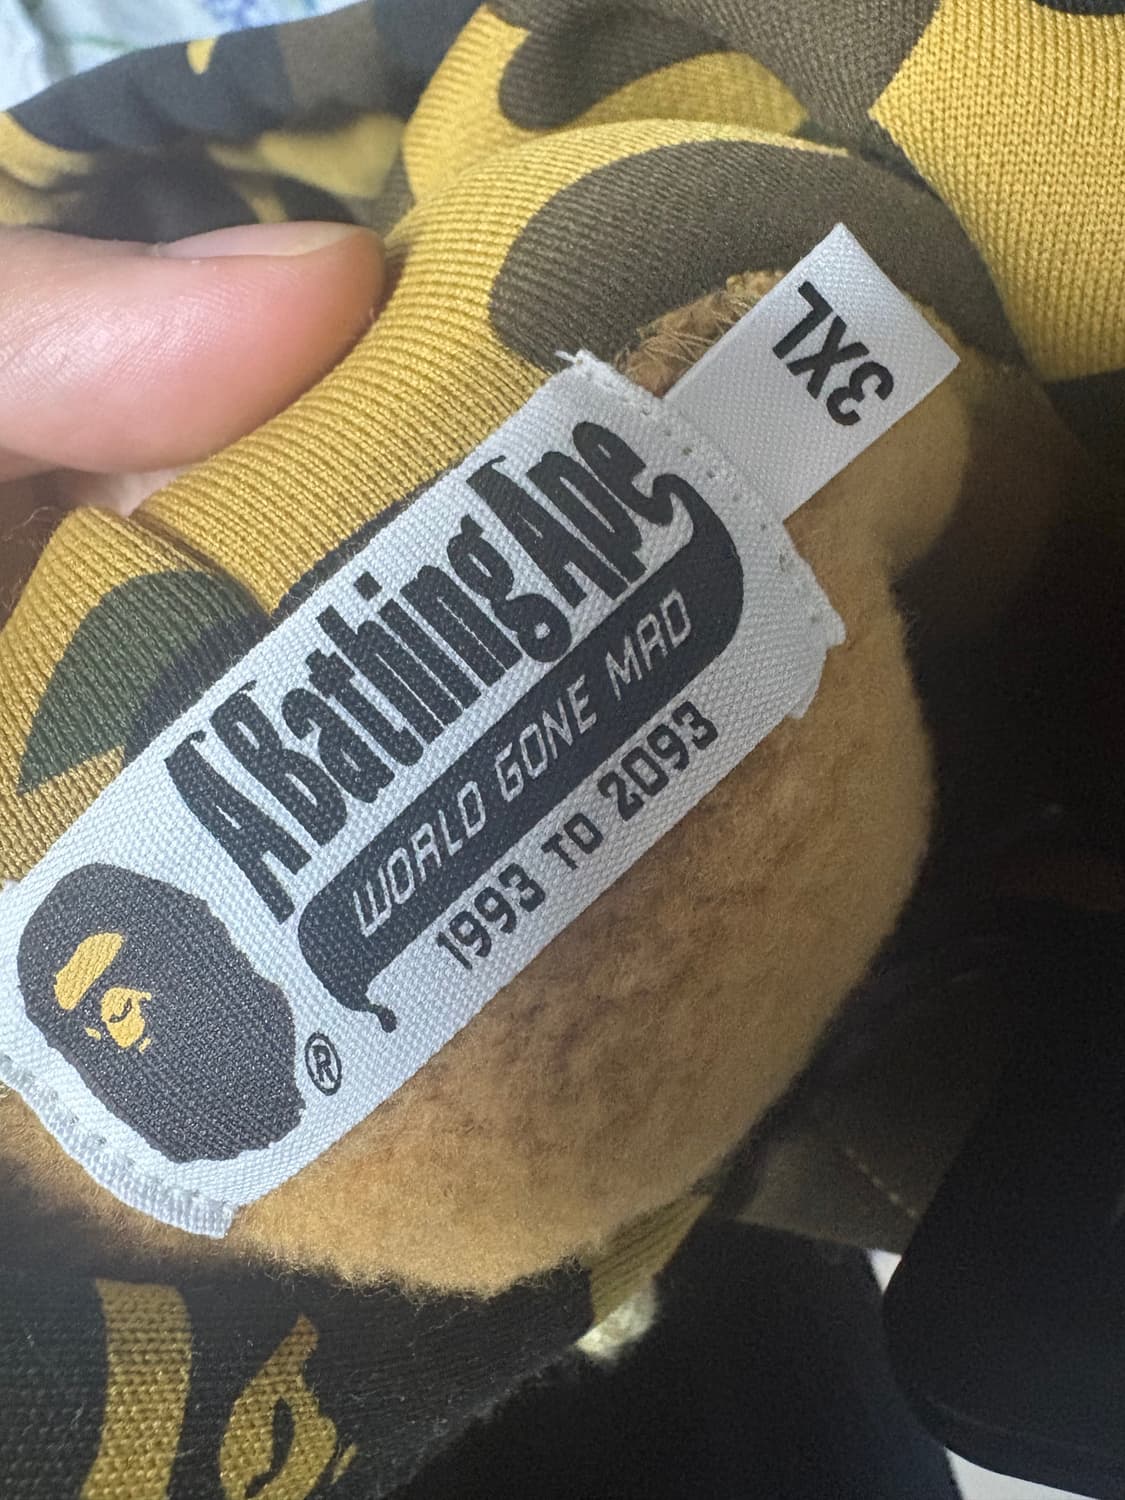 3XL
A Bathing Ape
WORLD GONE MAD
1993 TO 2093
®